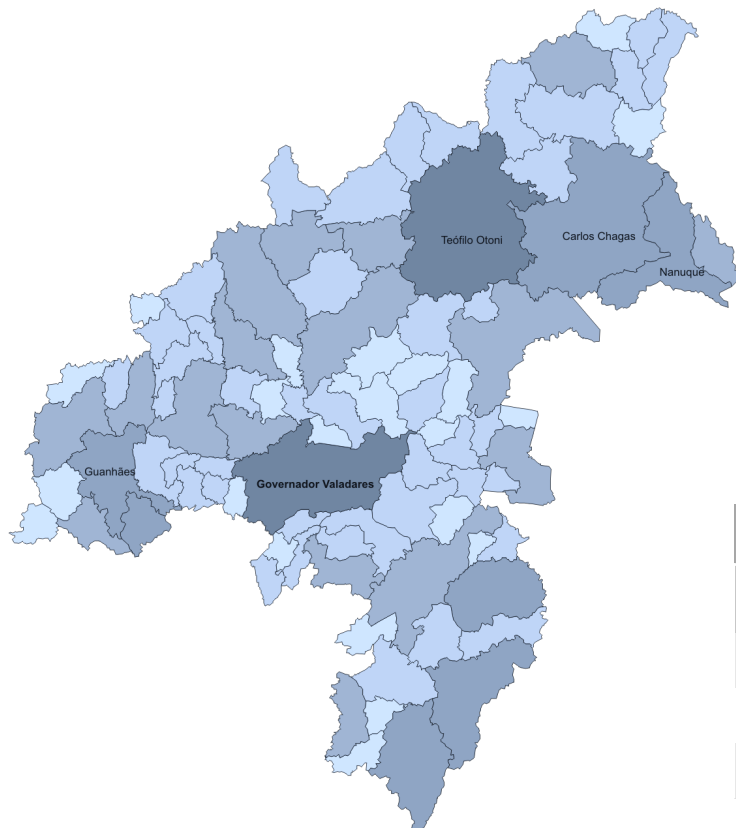 Teófilo Otoni
Carlos Chagas
Nanuque
Guanhães
Governador Valadares